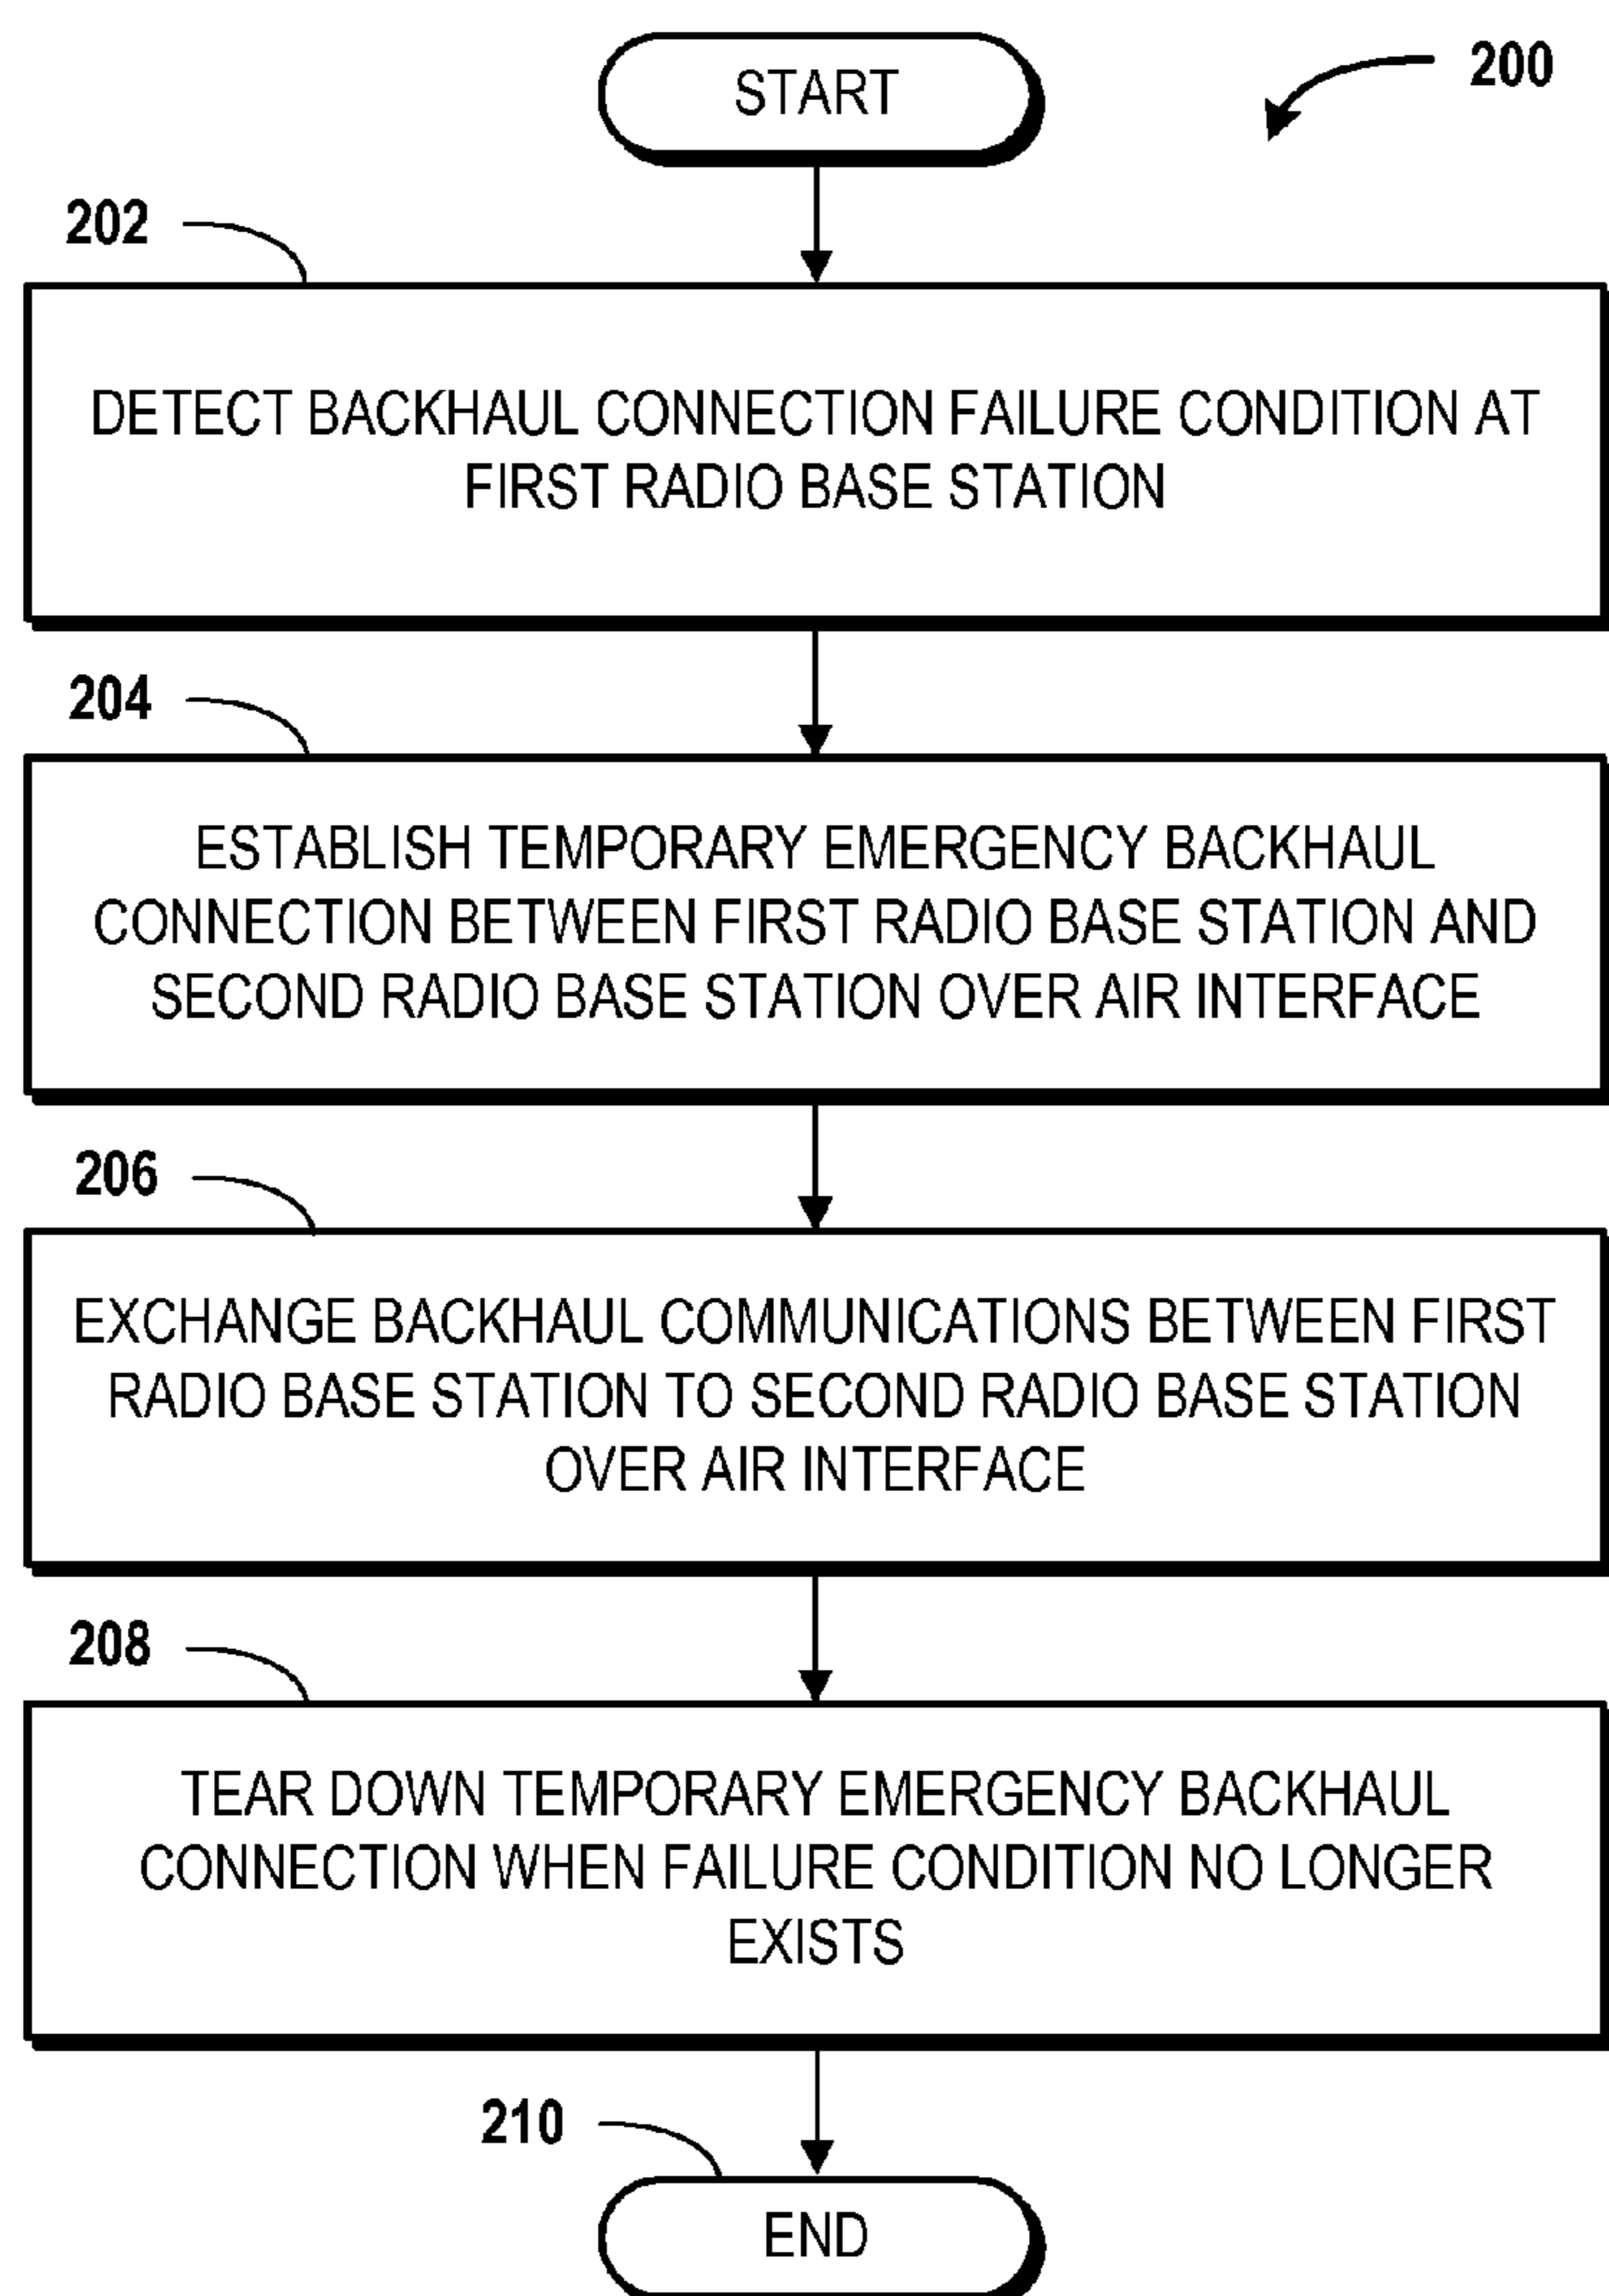 START
200
202
DETECT BACKHAUL CONNECTION FAILURE CONDITION AT
FIRST RADIO BASE STATION
204
ESTABLISH TEMPORARY EMERGENCY BACKHAUL
CONNECTION BETWEEN FIRST RADIO BASE STATION AND
SECOND RADIO BASE STATION OVER AIR INTERFACE
206
EXCHANGE BACKHAUL COMMUNICATIONS BETWEEN FIRST
RADIO BASE STATION TO SECOND RADIO BASE STATION
OVER AIR INTERFACE
208
TEAR DOWN TEMPORARY EMERGENCY BACKHAUL
CONNECTION WHEN FAILURE CONDITION NO LONGER
EXISTS
210
END